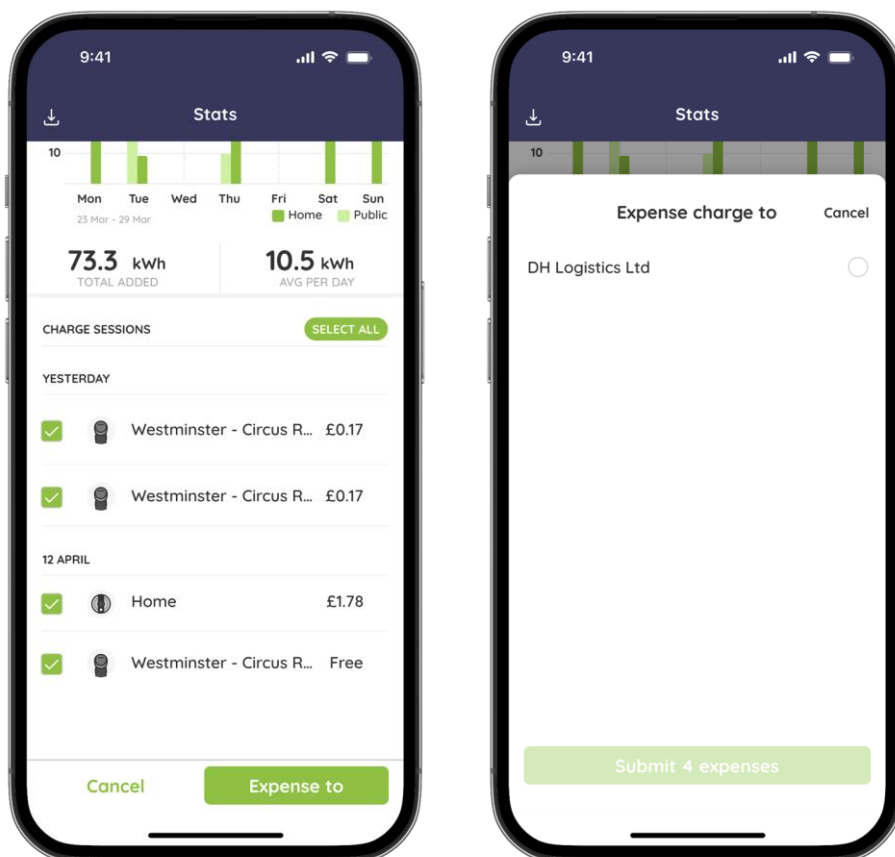 9:41
Stats
10
Mon Tue Wed Thu Fri Sat Sun
23 Mar - 29 Mar
Home Public
73.3 kWh
TOTAL ADDED
10.5 kWh
AVG PER DAY
CHARGE SESSIONS
SELECT ALL
YESTERDAY
Westminster - Circus R... £0.17
Westminster - Circus R... £0.17
12 APRIL
Home £1.78
Westminster - Circus R... Free
Cancel
Expense to
9:41
Stats
10
Expense charge to
Cancel
DH Logistics Ltd
Submit 4 expenses